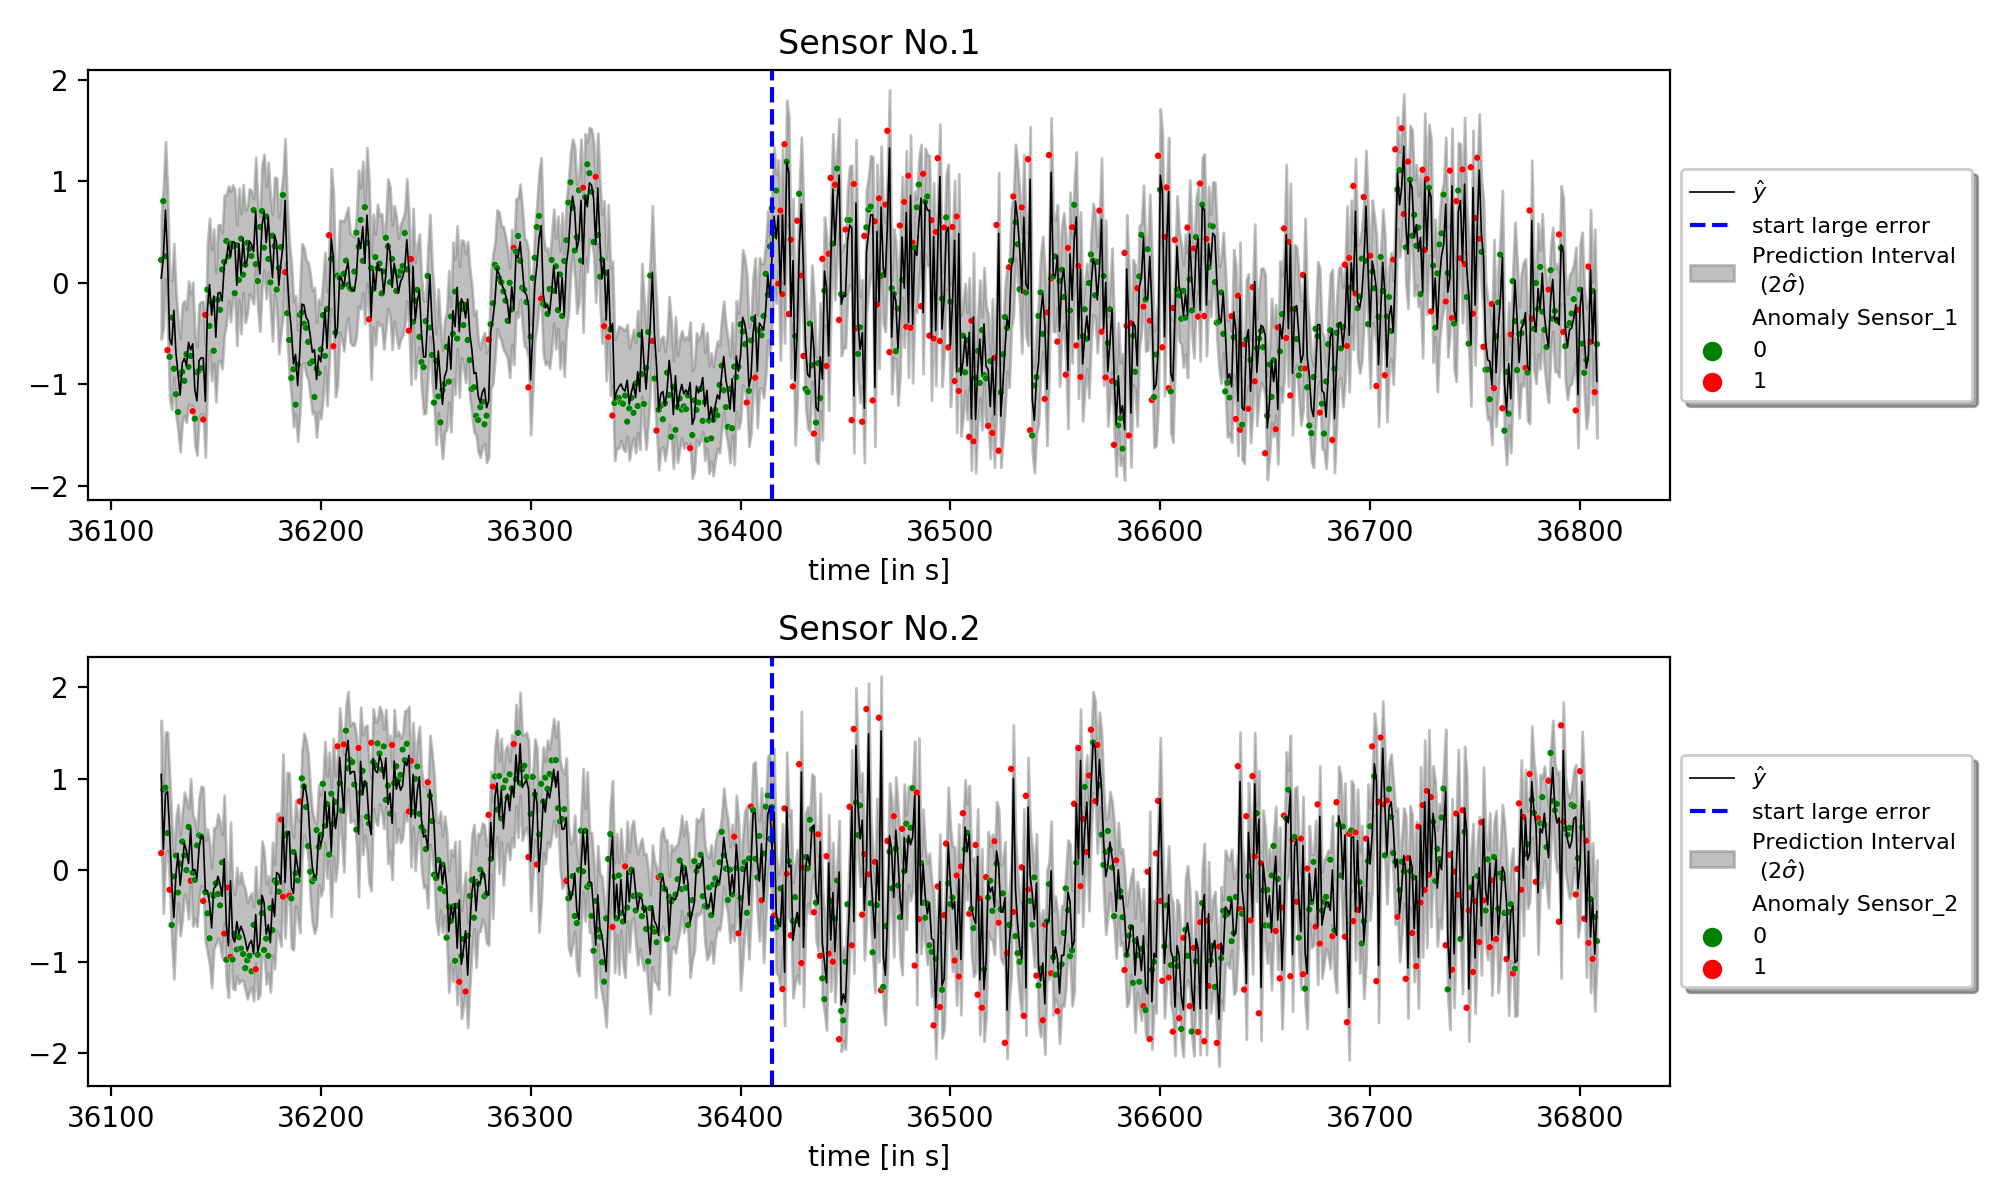 Sensor No.1
2
1
0
−1
−2
36100 36200 36300 36400 36500 36600 36700 36800
time [in s]
ŷ
start large error
Prediction Interval
(2σ̂)
Anomaly Sensor_1
0
1
Sensor No.2
2
1
0
−1
−2
36100 36200 36300 36400 36500 36600 36700 36800
time [in s]
ŷ
start large error
Prediction Interval
(2σ̂)
Anomaly Sensor_2
0
1